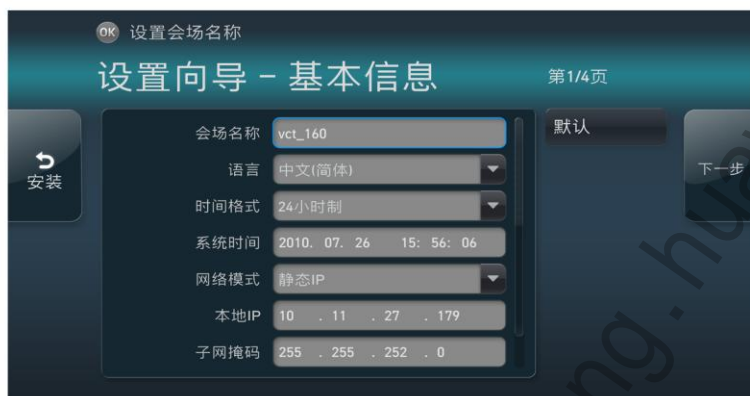 OK 设置会场名称
设置向导 – 基本信息 第1/4页
会场名称 vct_160 默认
语言 中文(简体)
安装 下一步
时间格式 24小时制
系统时间 2010. 07. 26 15: 56: 06
网络模式 静态IP
本地IP 10 . 11 . 27 . 179
子网掩码 255 . 255 . 252 . 0
ng.hua